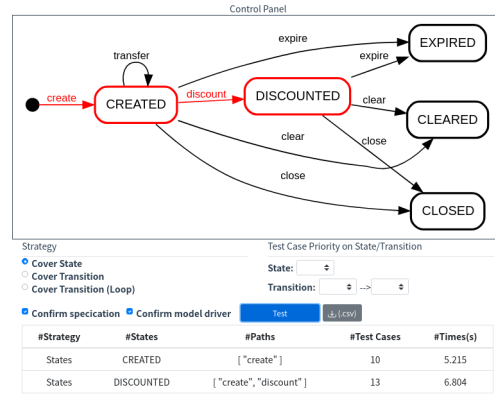 Control Panel
expire
EXPIRED
transfer
expire
create
CREATED
discount
DISCOUNTED
clear
CLEARED
clear
close
close
CLOSED
Strategy
Test Case Priority on State/Transition
Cover State
State:
Cover Transition
Transition: -->
Cover Transition (Loop)
Confirm specication Confirm model driver Test (.csv)
#Strategy #States #Paths #Test Cases #Times(s)
States CREATED [ "create" ] 10 5.215
States DISCOUNTED [ "create", "discount" ] 13 6.804